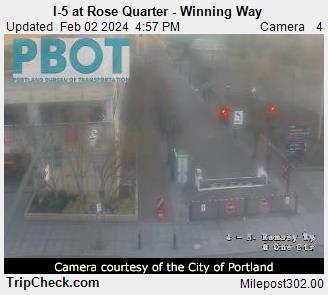 I-5 at Rose Quarter - Winning Way
Updated Feb 02 2024 4:57 PM Camera 4
PBOT
PORTLAND BUREAU OF TRANSPORTATION
Camera courtesy of the City of Portland
TripCheck.com Milepost302.00